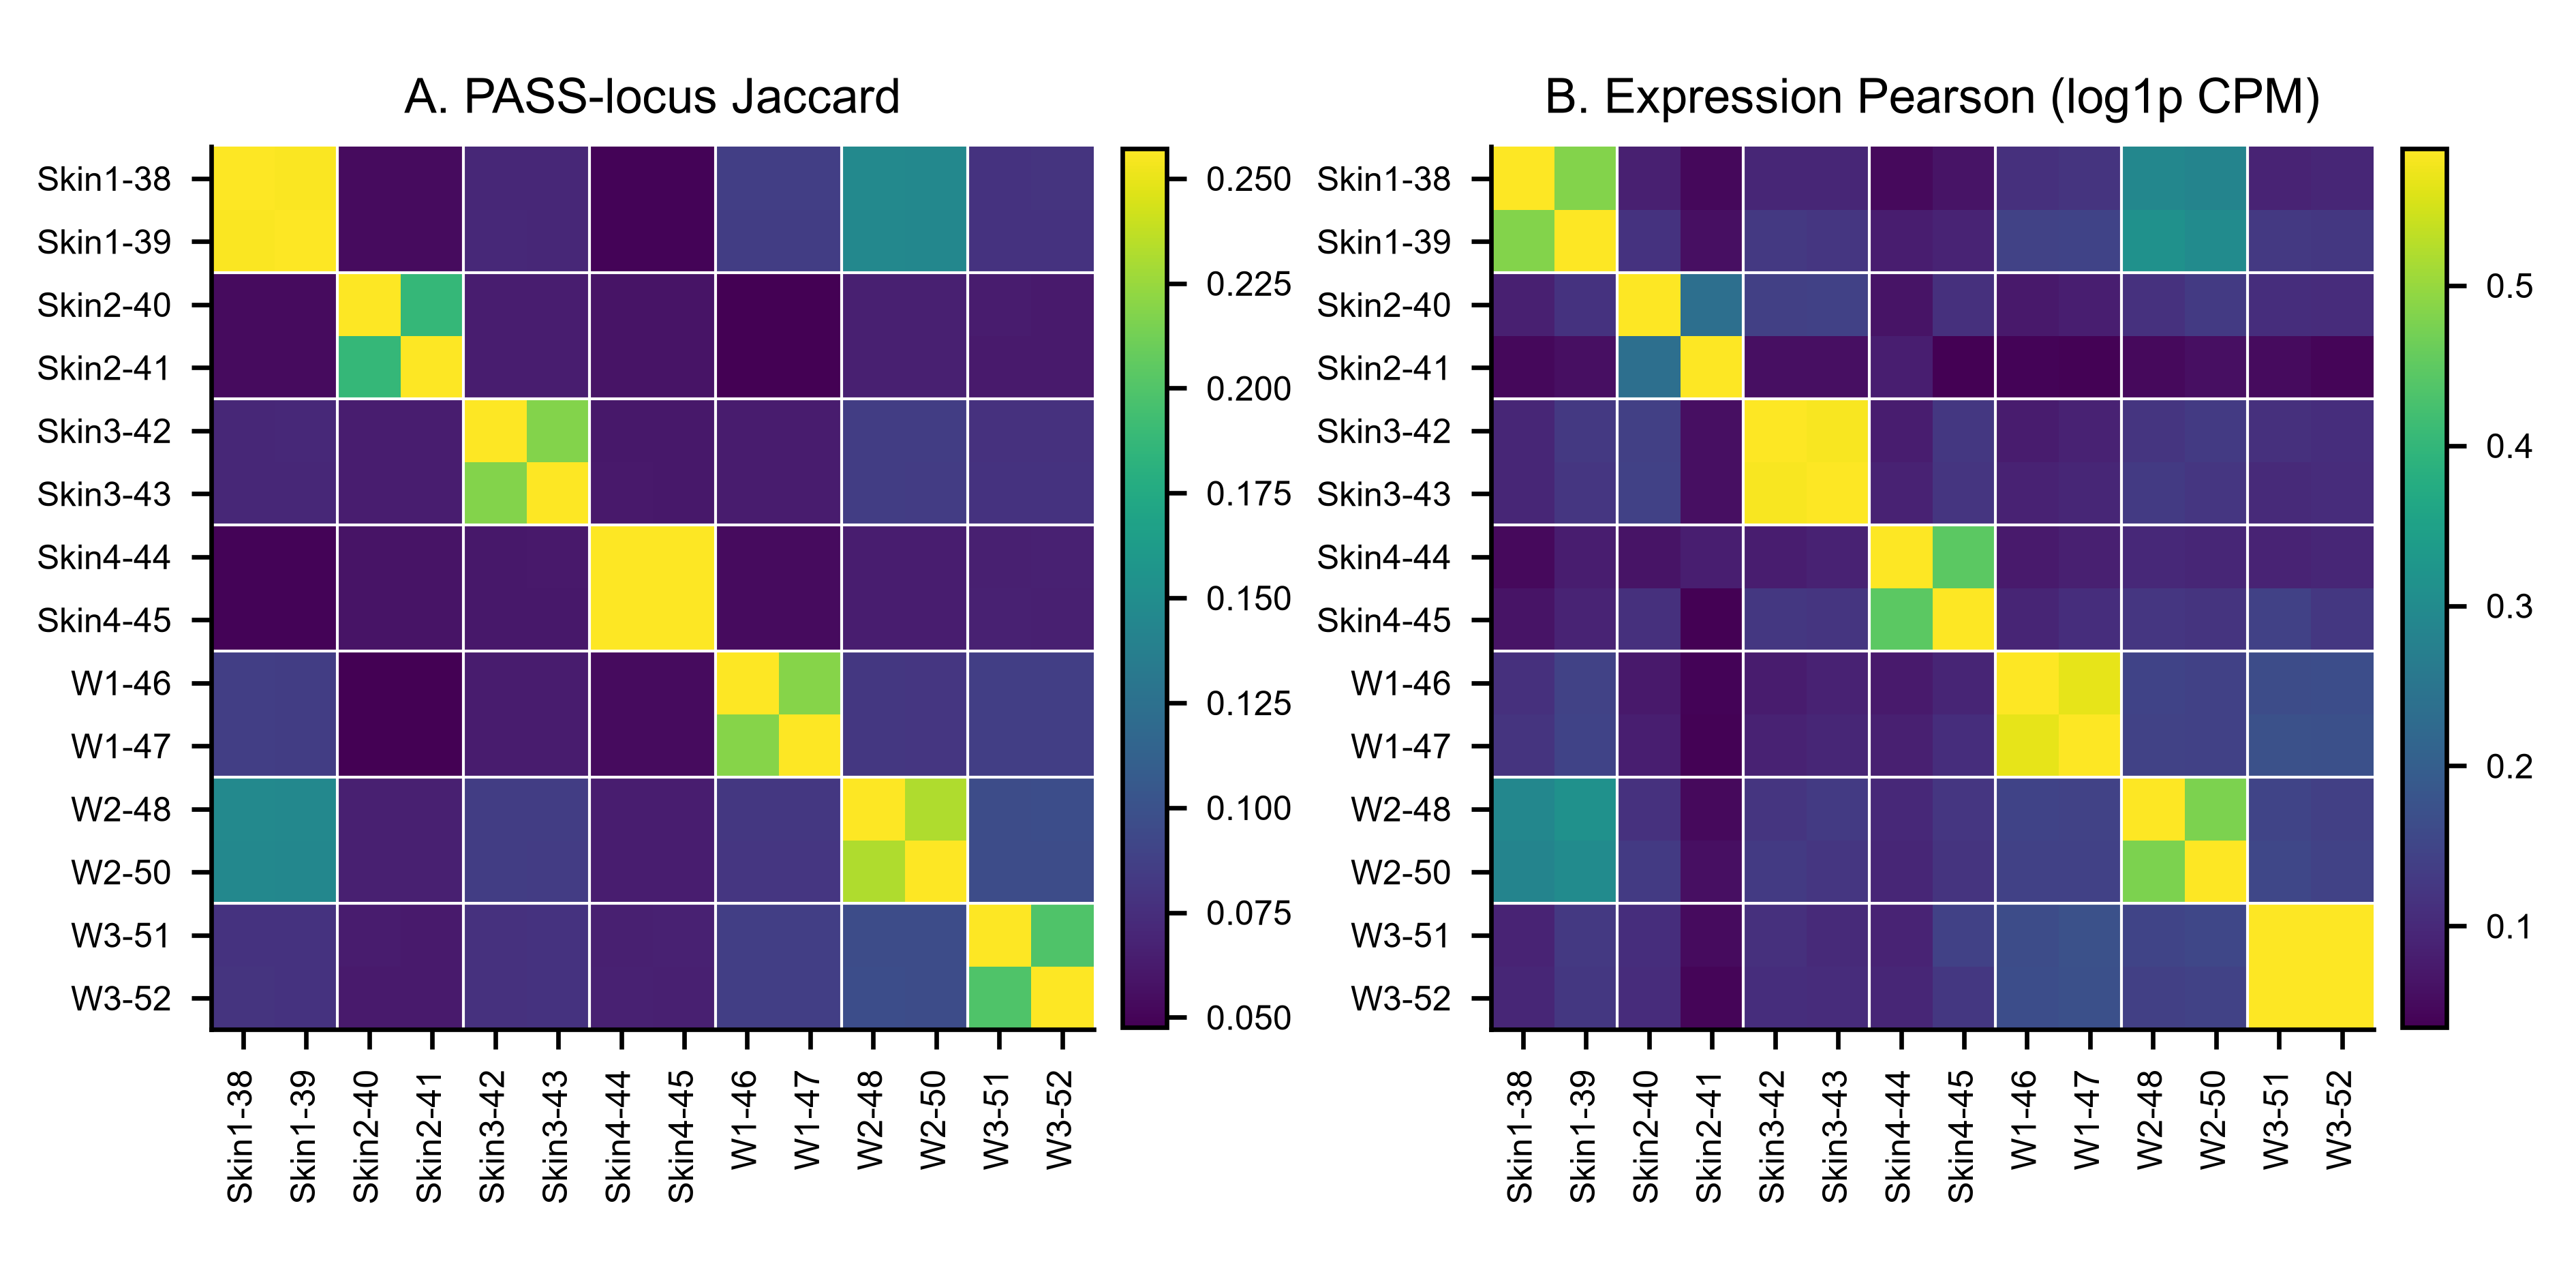 A. PASS-locus Jaccard
Skin1-38
Skin1-39
Skin2-40
Skin2-41
Skin3-42
Skin3-43
Skin4-44
Skin4-45
W1-46
W1-47
W2-48
W2-50
W3-51
W3-52
Skin1-38
Skin1-39
Skin2-40
Skin2-41
Skin3-42
Skin3-43
Skin4-44
Skin4-45
W1-46
W1-47
W2-48
W2-50
W3-51
W3-52
0.250
0.225
0.200
0.175
0.150
0.125
0.100
0.075
0.050
B. Expression Pearson (log1p CPM)
Skin1-38
Skin1-39
Skin2-40
Skin2-41
Skin3-42
Skin3-43
Skin4-44
Skin4-45
W1-46
W1-47
W2-48
W2-50
W3-51
W3-52
Skin1-38
Skin1-39
Skin2-40
Skin2-41
Skin3-42
Skin3-43
Skin4-44
Skin4-45
W1-46
W1-47
W2-48
W2-50
W3-51
W3-52
0.5
0.4
0.3
0.2
0.1